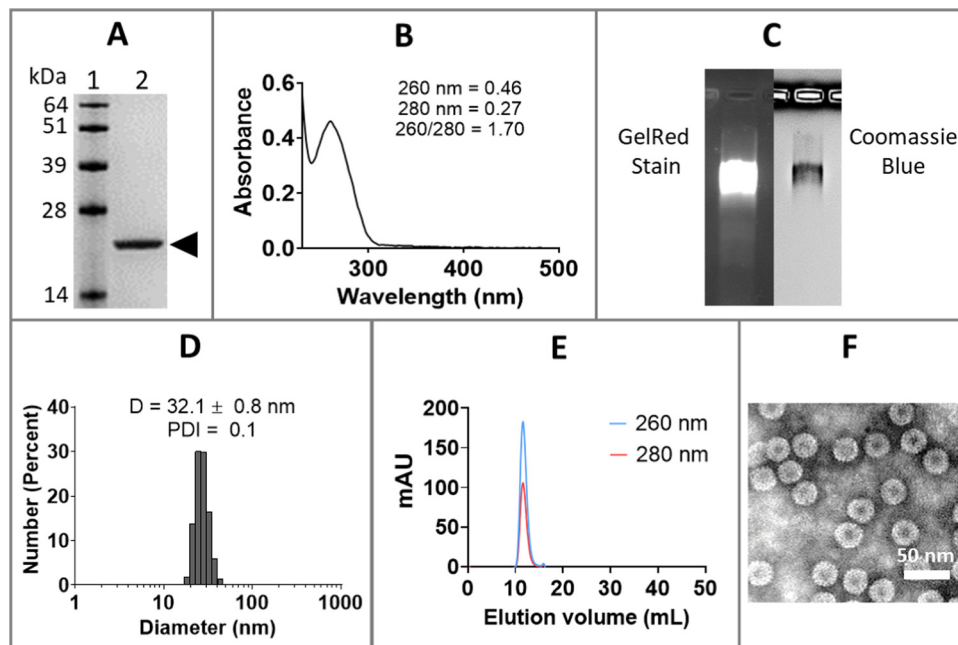 A
kDa
1 2
64
51
39
28
14
B
Absorbance
0.6
0.4
0.2
0.0
260 nm = 0.46
280 nm = 0.27
260/280 = 1.70
300 400 500
Wavelength (nm)
C
GelRed
Stain
Coomassie
Blue
D
Number (Percent)
40
30
20
10
0
D = 32.1 ± 0.8 nm
PDI = 0.1
1 10 100 1000
Diameter (nm)
E
mAU
200
150
100
50
0
260 nm
280 nm
0 10 20 30 40 50
Elution volume (mL)
F
50 nm